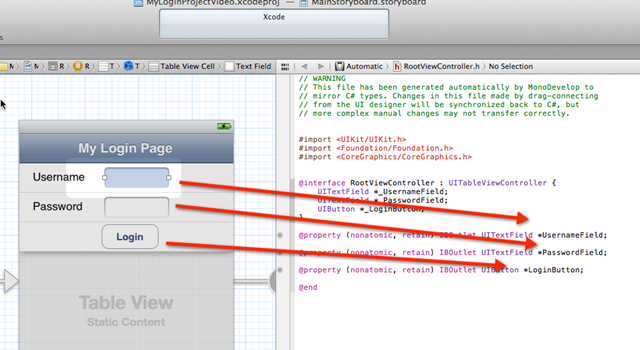 MyLoginProjectVideo.xcodeproj — MainStoryboard.storyboard
Xcode
M R T T Table View Cell Text Field
Automatic RootViewController.h No Selection
// WARNING
// This file has been generated automatically by MonoDevelop to
// mirror C# types. Changes in this file made by drag-connecting
// from the UI designer will be synchronized back to C#, but
// more complex manual changes may not transfer correctly.
#import <UIKit/UIKit.h>
#import <Foundation/Foundation.h>
#import <CoreGraphics/CoreGraphics.h>
@interface RootViewController : UITableViewController {
UITextField *_UsernameField;
UITextField *_PasswordField;
UIButton *_LoginButton;
}
@property (nonatomic, retain) IBOutlet UITextField *UsernameField;
@property (nonatomic, retain) IBOutlet UITextField *PasswordField;
@property (nonatomic, retain) IBOutlet UIButton *LoginButton;
@end
My Login Page
Username
Password
Login
Table View
Static Content